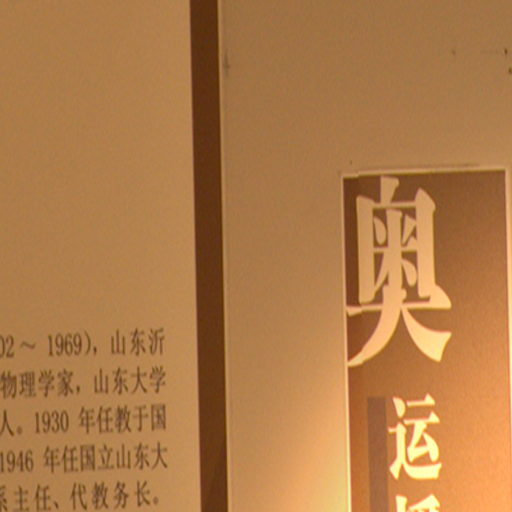 02～1969)，山东沂
物理学家，山东大学
人。1930 年任教于国
1946 年任国立山东大
系主任、代教务长。
奥
运